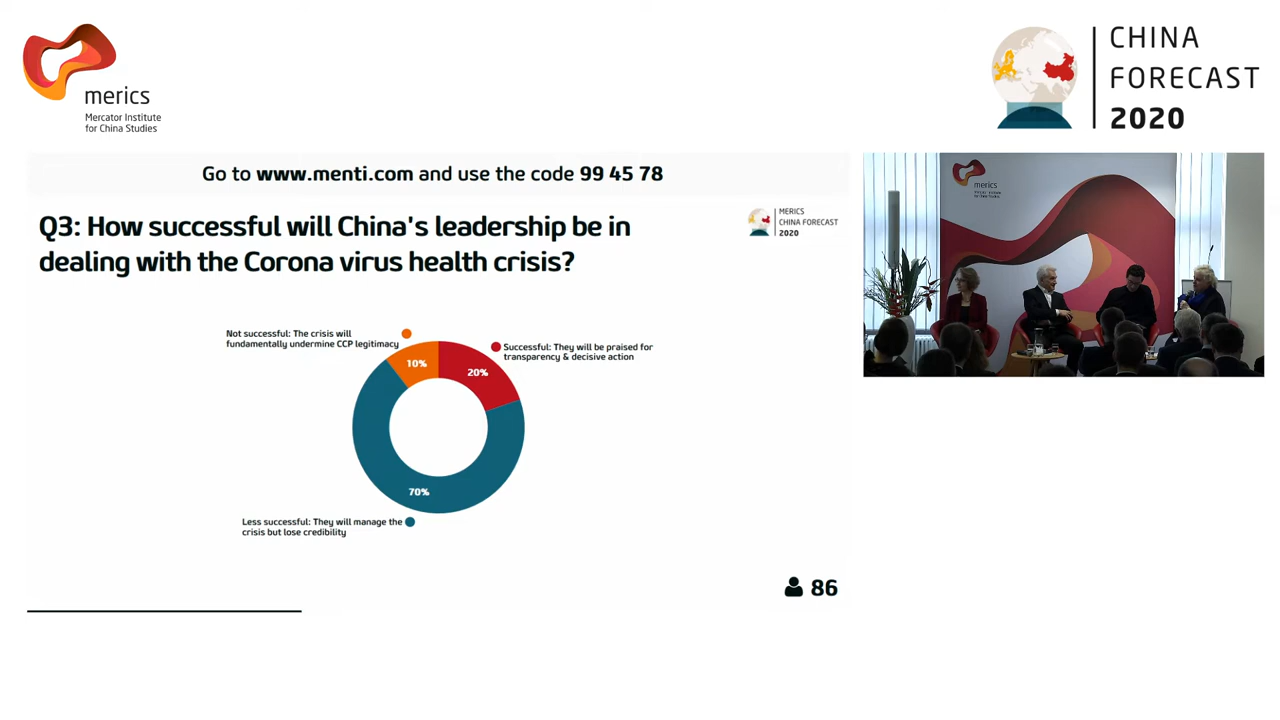 merics
Mercator Institute
for China Studies
CHINA
FORECAST
2020
Go to www.menti.com and use the code 99 45 78
Q3: How successful will China's leadership be in
dealing with the Corona virus health crisis?
MERICS
CHINA FORECAST
2020
Not successful: The crisis will
fundamentally undermine CCP legitimacy
Successful: They will be praised for
transparency & decisive action
10%
20%
70%
Less successful: They will manage the
crisis but lose credibility
86
merics